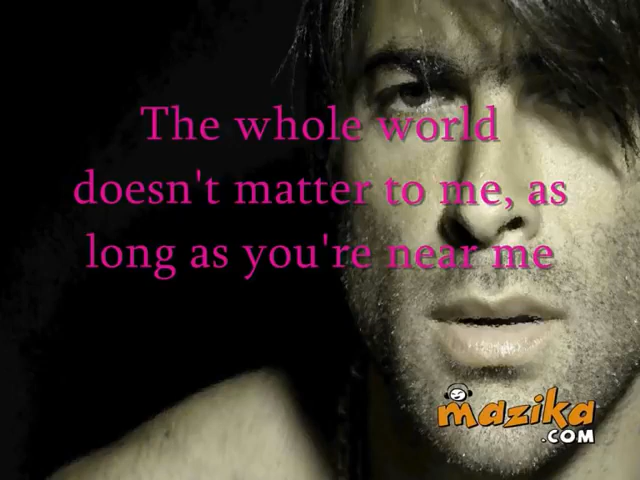 The whole world
doesn't matter to me, as
long as you're near me
mazika
.COM